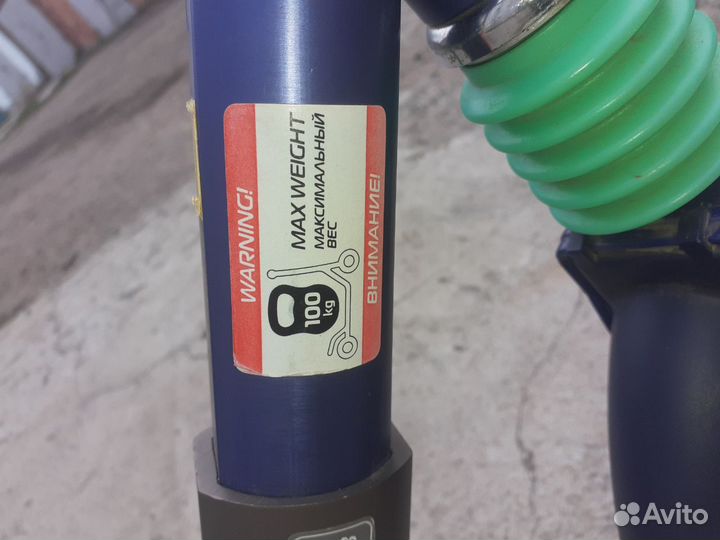 WARNING!
MAX WEIGHT
МАКСИМАЛЬНЫЙ
ВЕС
100
kg
ВНИМАНИЕ!
Avito